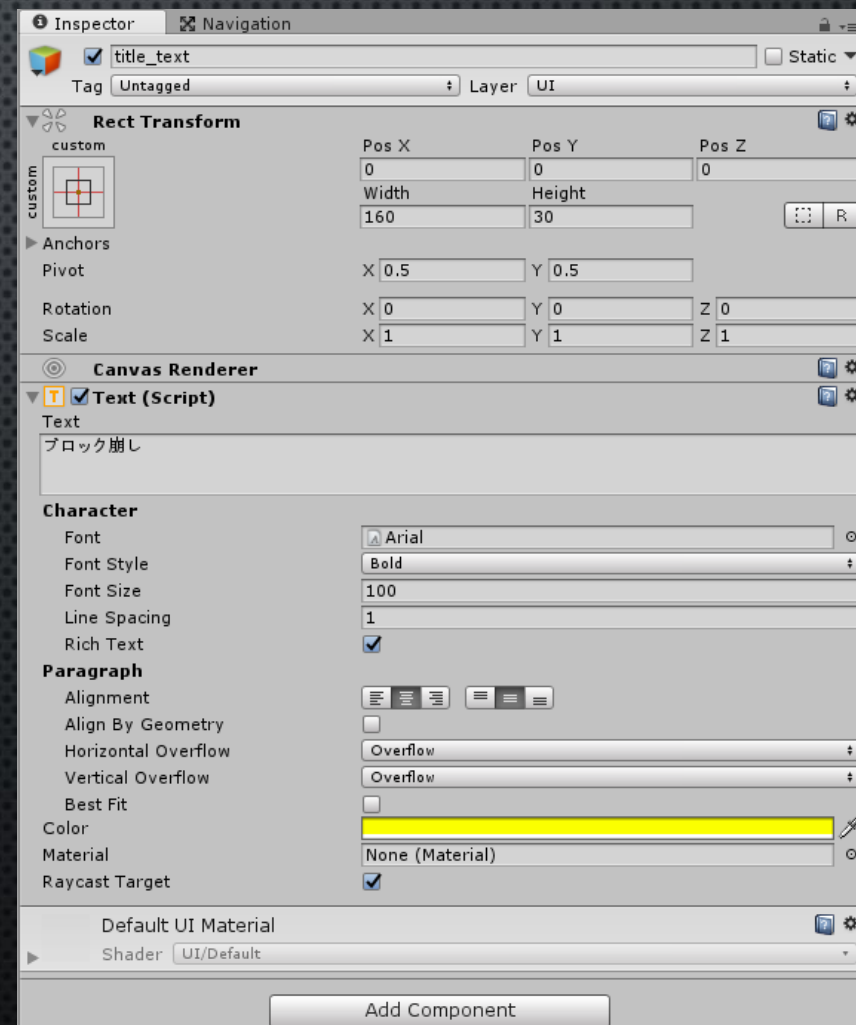 Inspector Navigation
title_text Static
Tag Untagged Layer UI
Rect Transform
custom Pos X Pos Y Pos Z
custom 0 0 0
Width Height
160 30 R
Anchors
Pivot X 0.5 Y 0.5
Rotation X 0 Y 0 Z 0
Scale X 1 Y 1 Z 1
Canvas Renderer
T Text (Script)
Text
ブロック崩し
Character
Font Arial
Font Style Bold
Font Size 100
Line Spacing 1
Rich Text
Paragraph
Alignment
Align By Geometry
Horizontal Overflow Overflow
Vertical Overflow Overflow
Best Fit
Color
Material None (Material)
Raycast Target
Default UI Material
Shader UI/Default
Add Component